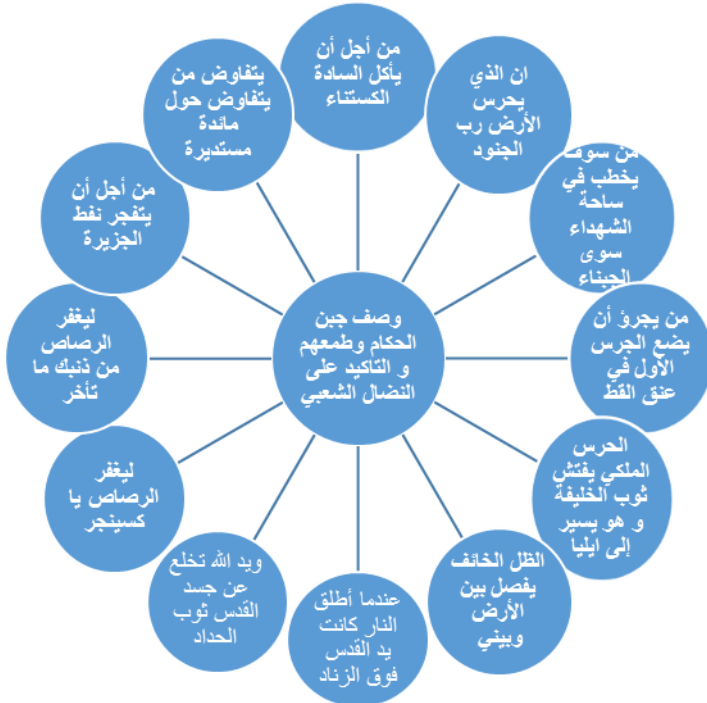 من أجل أن
يأكل السادة
الكستناء
ان الذي
يحرس
الأرض رب
الجنود
من سوف
يخطب في
ساحة
الشهداء
سوى
الجبناء
من يجرؤ أن
يضع الجرس
الأول في
عنق القط
الحرس
الملكي يفتش
ثوب الخليفة
و هو يسير
إلى ايليا
الظل الخائف
يفصل بين
الأرض
وبيني
عندما أطلق
النار كانت
يد القدس
فوق الزناد
ويد الله تخلع
عن جسد
القدس ثوب
الحداد
ليغفر
الرصاص يا
كسينجر
ليغفر
الرصاص
من ذنبك ما
تأخر
من أجل أن
يتفجر نفط
الجزيرة
يتفاوض من
يتفاوض حول
مائدة
مستديرة
وصف جبن
الحكام وطمعهم
و التاكيد على
النضال الشعبي